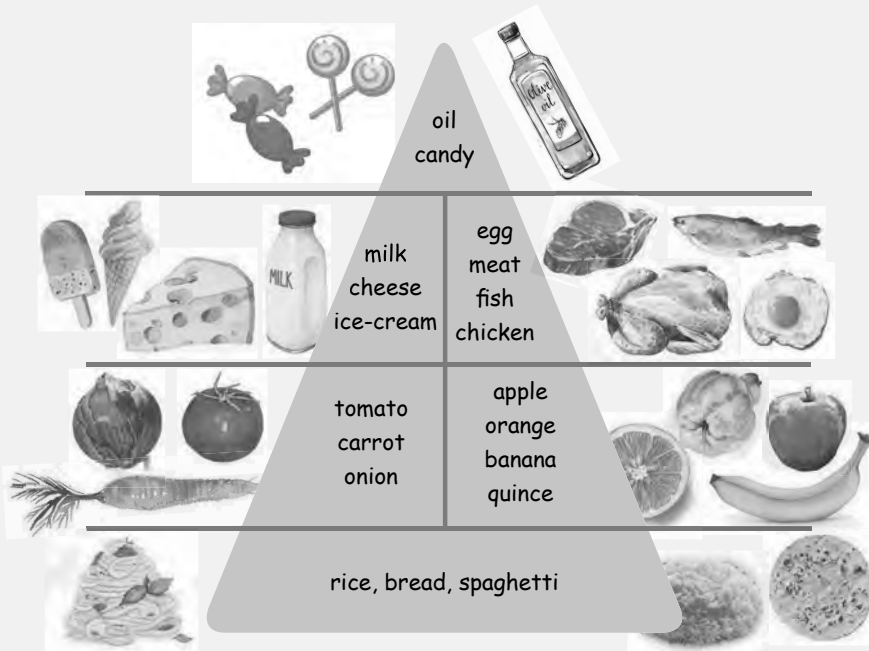 oil
candy
olive
oil
MILK
milk
cheese
ice-cream
egg
meat
fish
chicken
tomato
carrot
onion
apple
orange
banana
quince
rice, bread, spaghetti